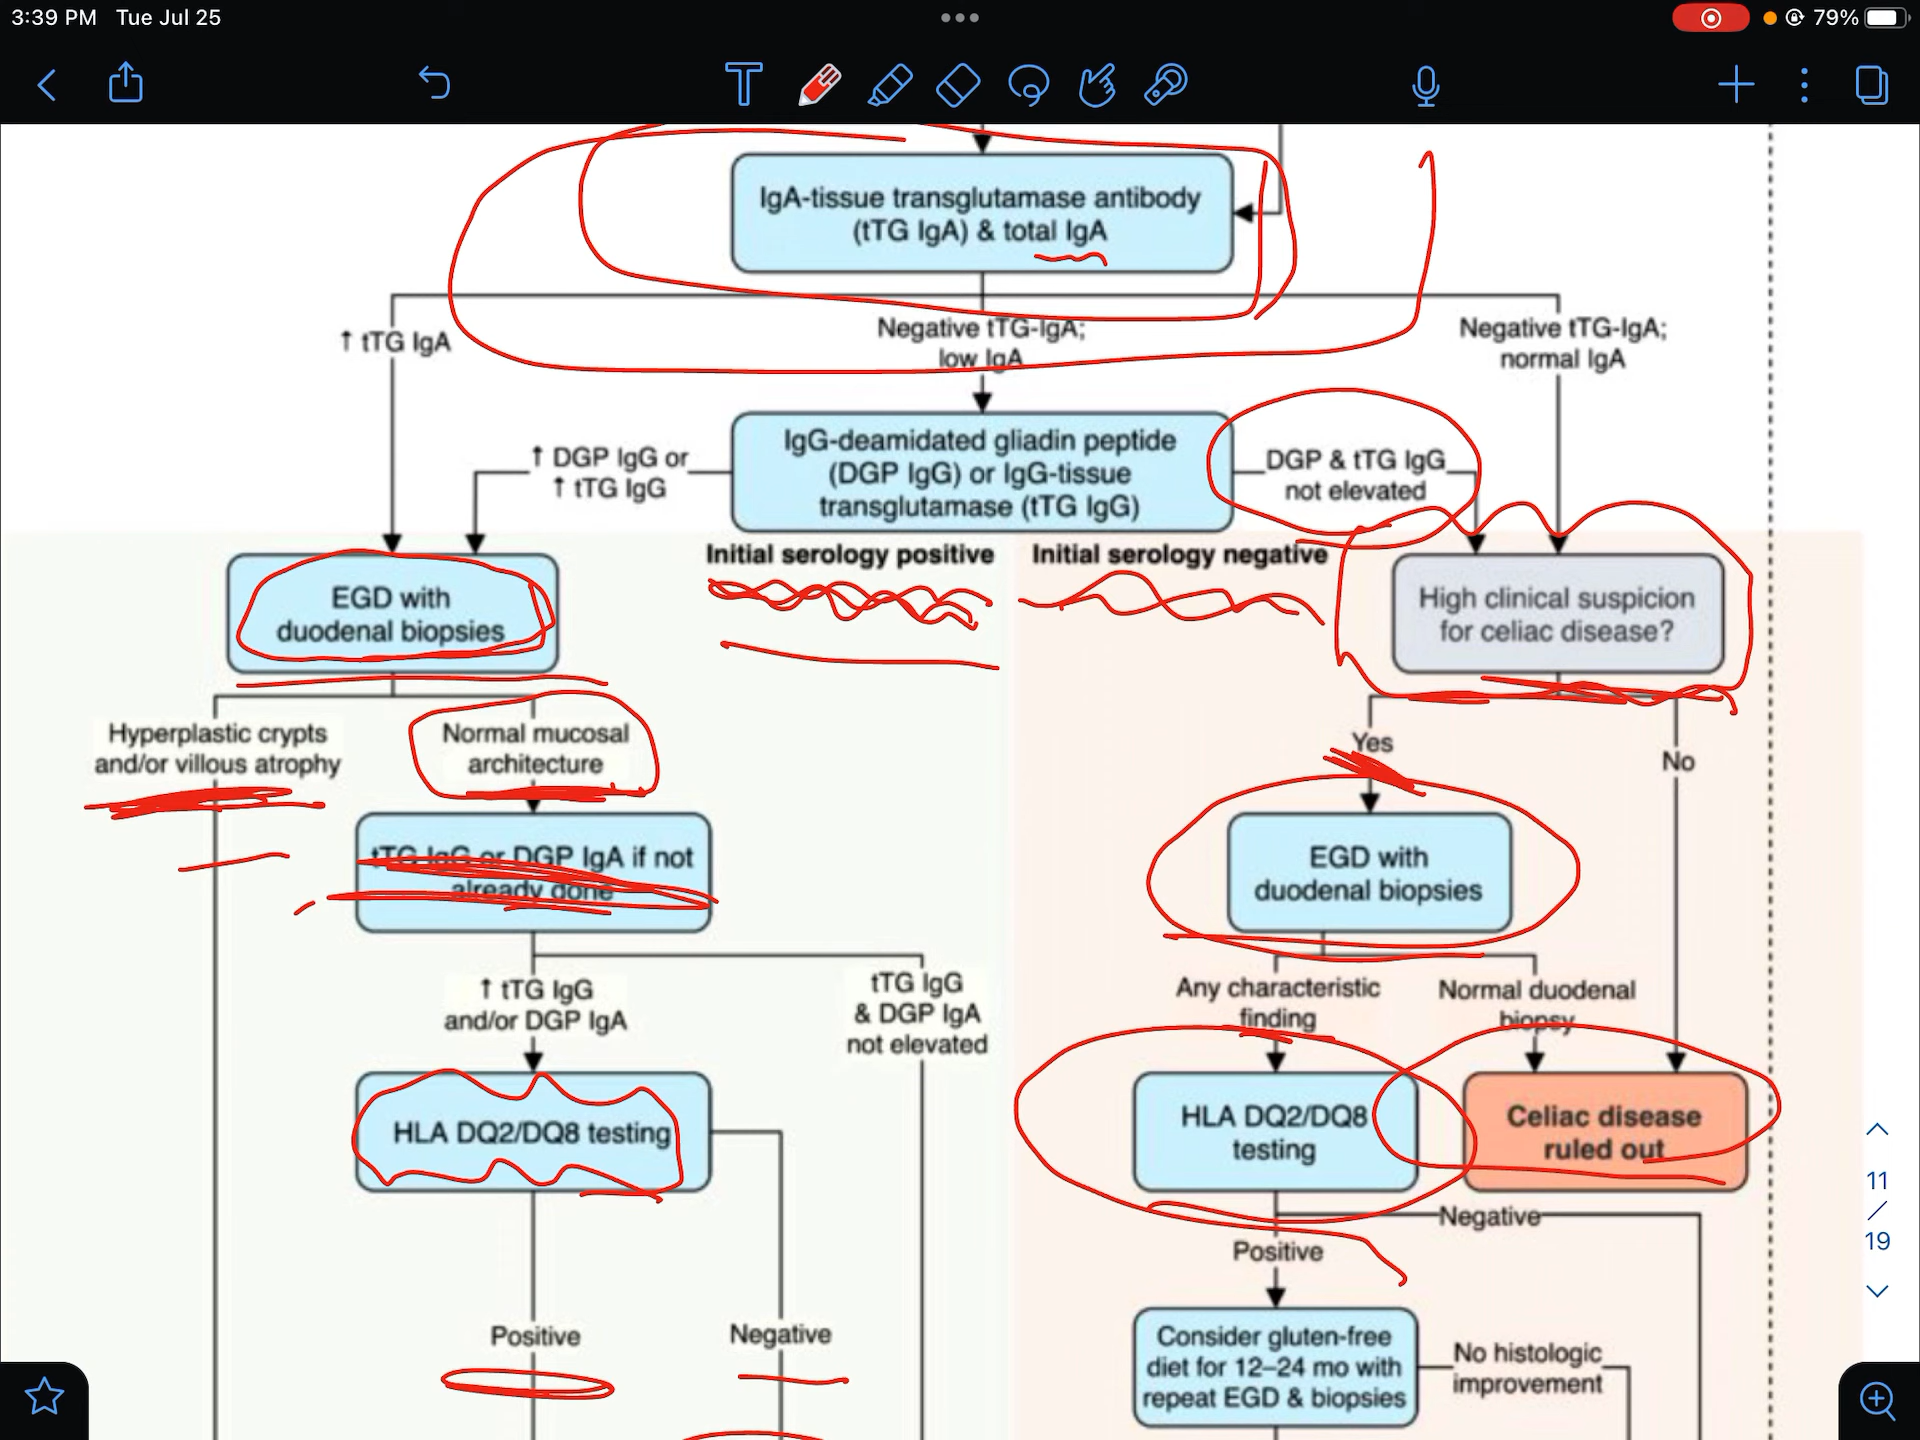 3:39 PM Tue Jul 25
79%
T
IgA-tissue transglutamase antibody
(tTG IgA) & total IgA
↑ tTG IgA
Negative tTG-IgA;
low IgA
Negative tTG-IgA;
normal IgA
↑ DGP IgG or
↑ tTG IgG
IgG-deamidated gliadin peptide
(DGP IgG) or IgG-tissue
transglutamase (tTG IgG)
DGP & tTG IgG
not elevated
Initial serology positive
Initial serology negative
EGD with
duodenal biopsies
High clinical suspicion
for celiac disease?
Hyperplastic crypts
and/or villous atrophy
Normal mucosal
architecture
Yes
No
tTG IgG or DGP IgA if not
already done
EGD with
duodenal biopsies
↑ tTG IgG
and/or DGP IgA
tTG IgG
& DGP IgA
not elevated
Any characteristic
finding
Normal duodenal
biopsy
HLA DQ2/DQ8 testing
HLA DQ2/DQ8
testing
Celiac disease
ruled out
11
/
19
Negative
Positive
Positive
Negative
Consider gluten-free
diet for 12–24 mo with
repeat EGD & biopsies
No histologic
improvement